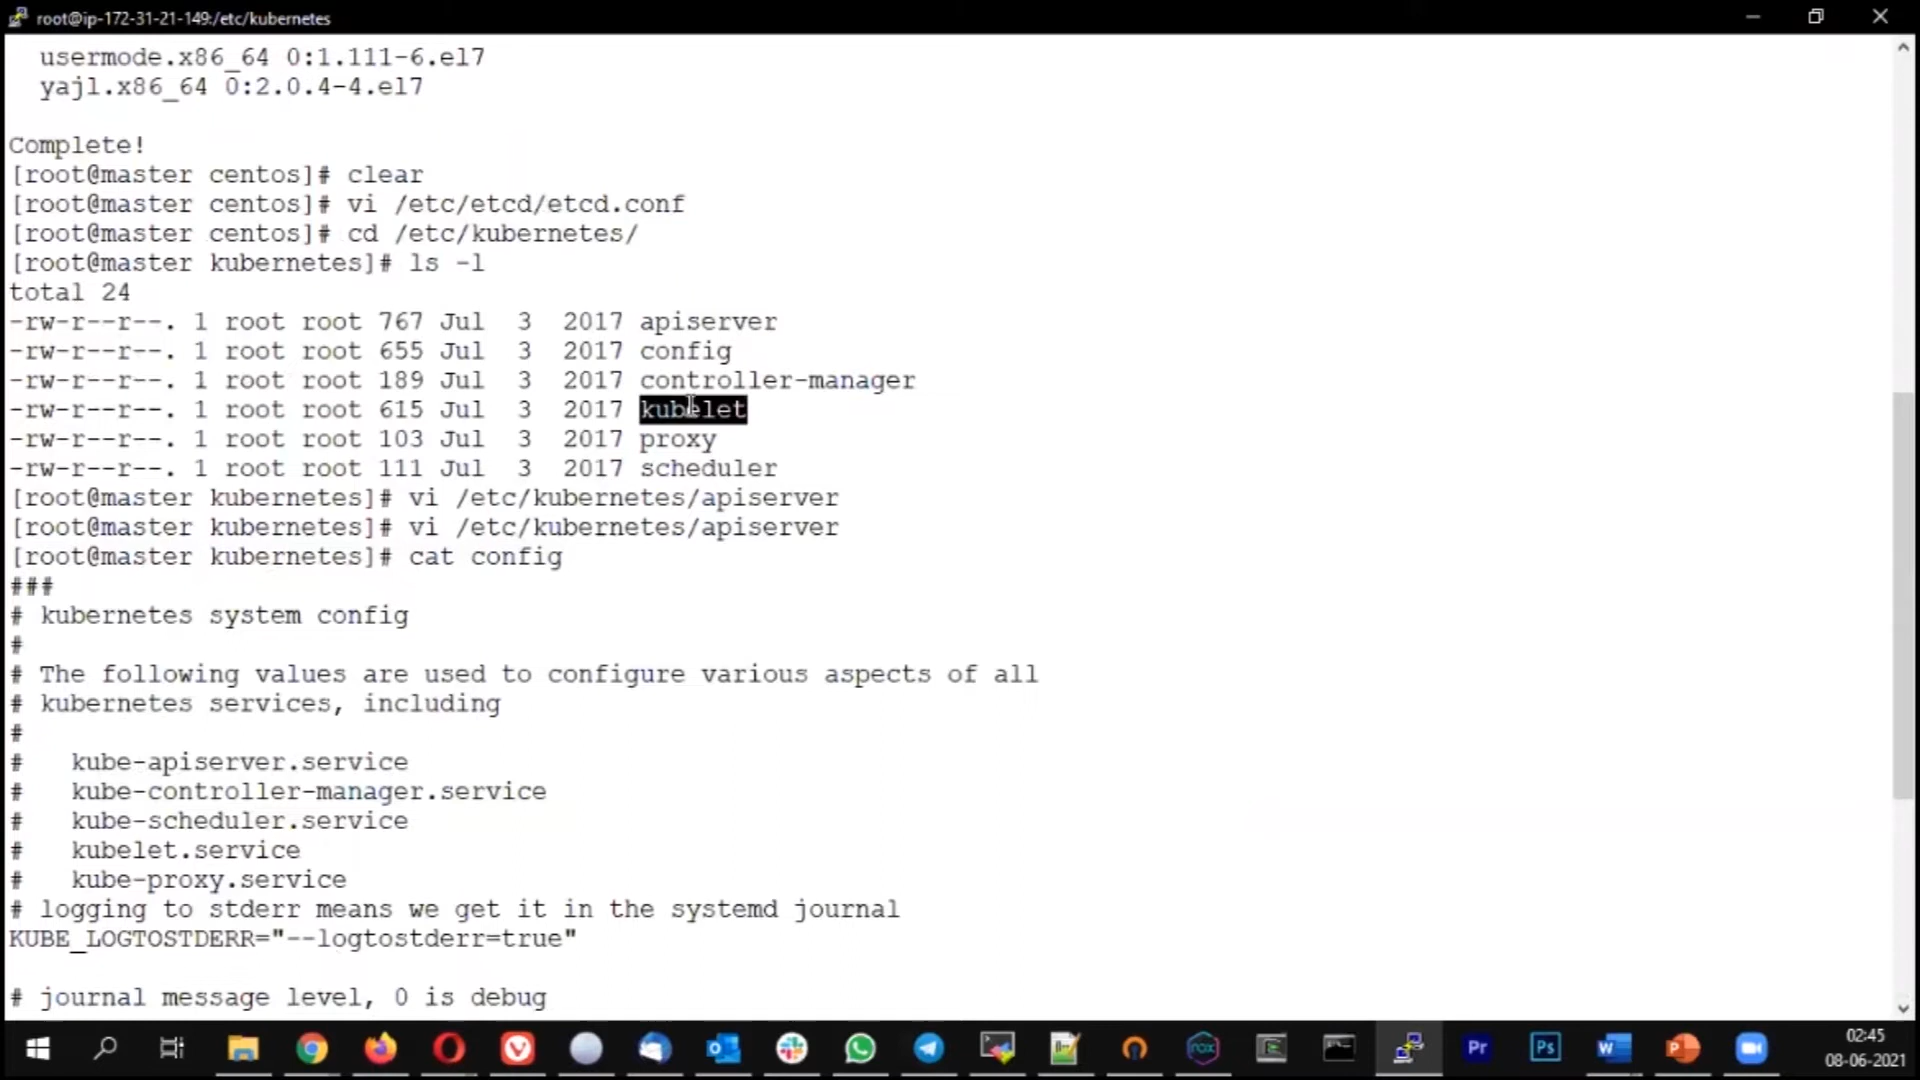 root@ip-172-31-21-149:/etc/kubernetes
usermode.x86_64 0:1.111-6.el7
yajl.x86_64 0:2.0.4-4.el7
Complete!
[root@master centos]# clear
[root@master centos]# vi /etc/etcd/etcd.conf
[root@master centos]# cd /etc/kubernetes/
[root@master kubernetes]# ls -l
total 24
-rw-r--r--. 1 root root 767 Jul  3  2017 apiserver
-rw-r--r--. 1 root root 655 Jul  3  2017 config
-rw-r--r--. 1 root root 189 Jul  3  2017 controller-manager
-rw-r--r--. 1 root root 615 Jul  3  2017 kubelet
-rw-r--r--. 1 root root 103 Jul  3  2017 proxy
-rw-r--r--. 1 root root 111 Jul  3  2017 scheduler
[root@master kubernetes]# vi /etc/kubernetes/apiserver
[root@master kubernetes]# vi /etc/kubernetes/apiserver
[root@master kubernetes]# cat config
###
# kubernetes system config
#
# The following values are used to configure various aspects of all
# kubernetes services, including
#
#   kube-apiserver.service
#   kube-controller-manager.service
#   kube-scheduler.service
#   kubelet.service
#   kube-proxy.service
# logging to stderr means we get it in the systemd journal
KUBE_LOGTOSTDERR="--logtostderr=true"
# journal message level, 0 is debug
nox
Pr
Ps
02:45
08-06-2021